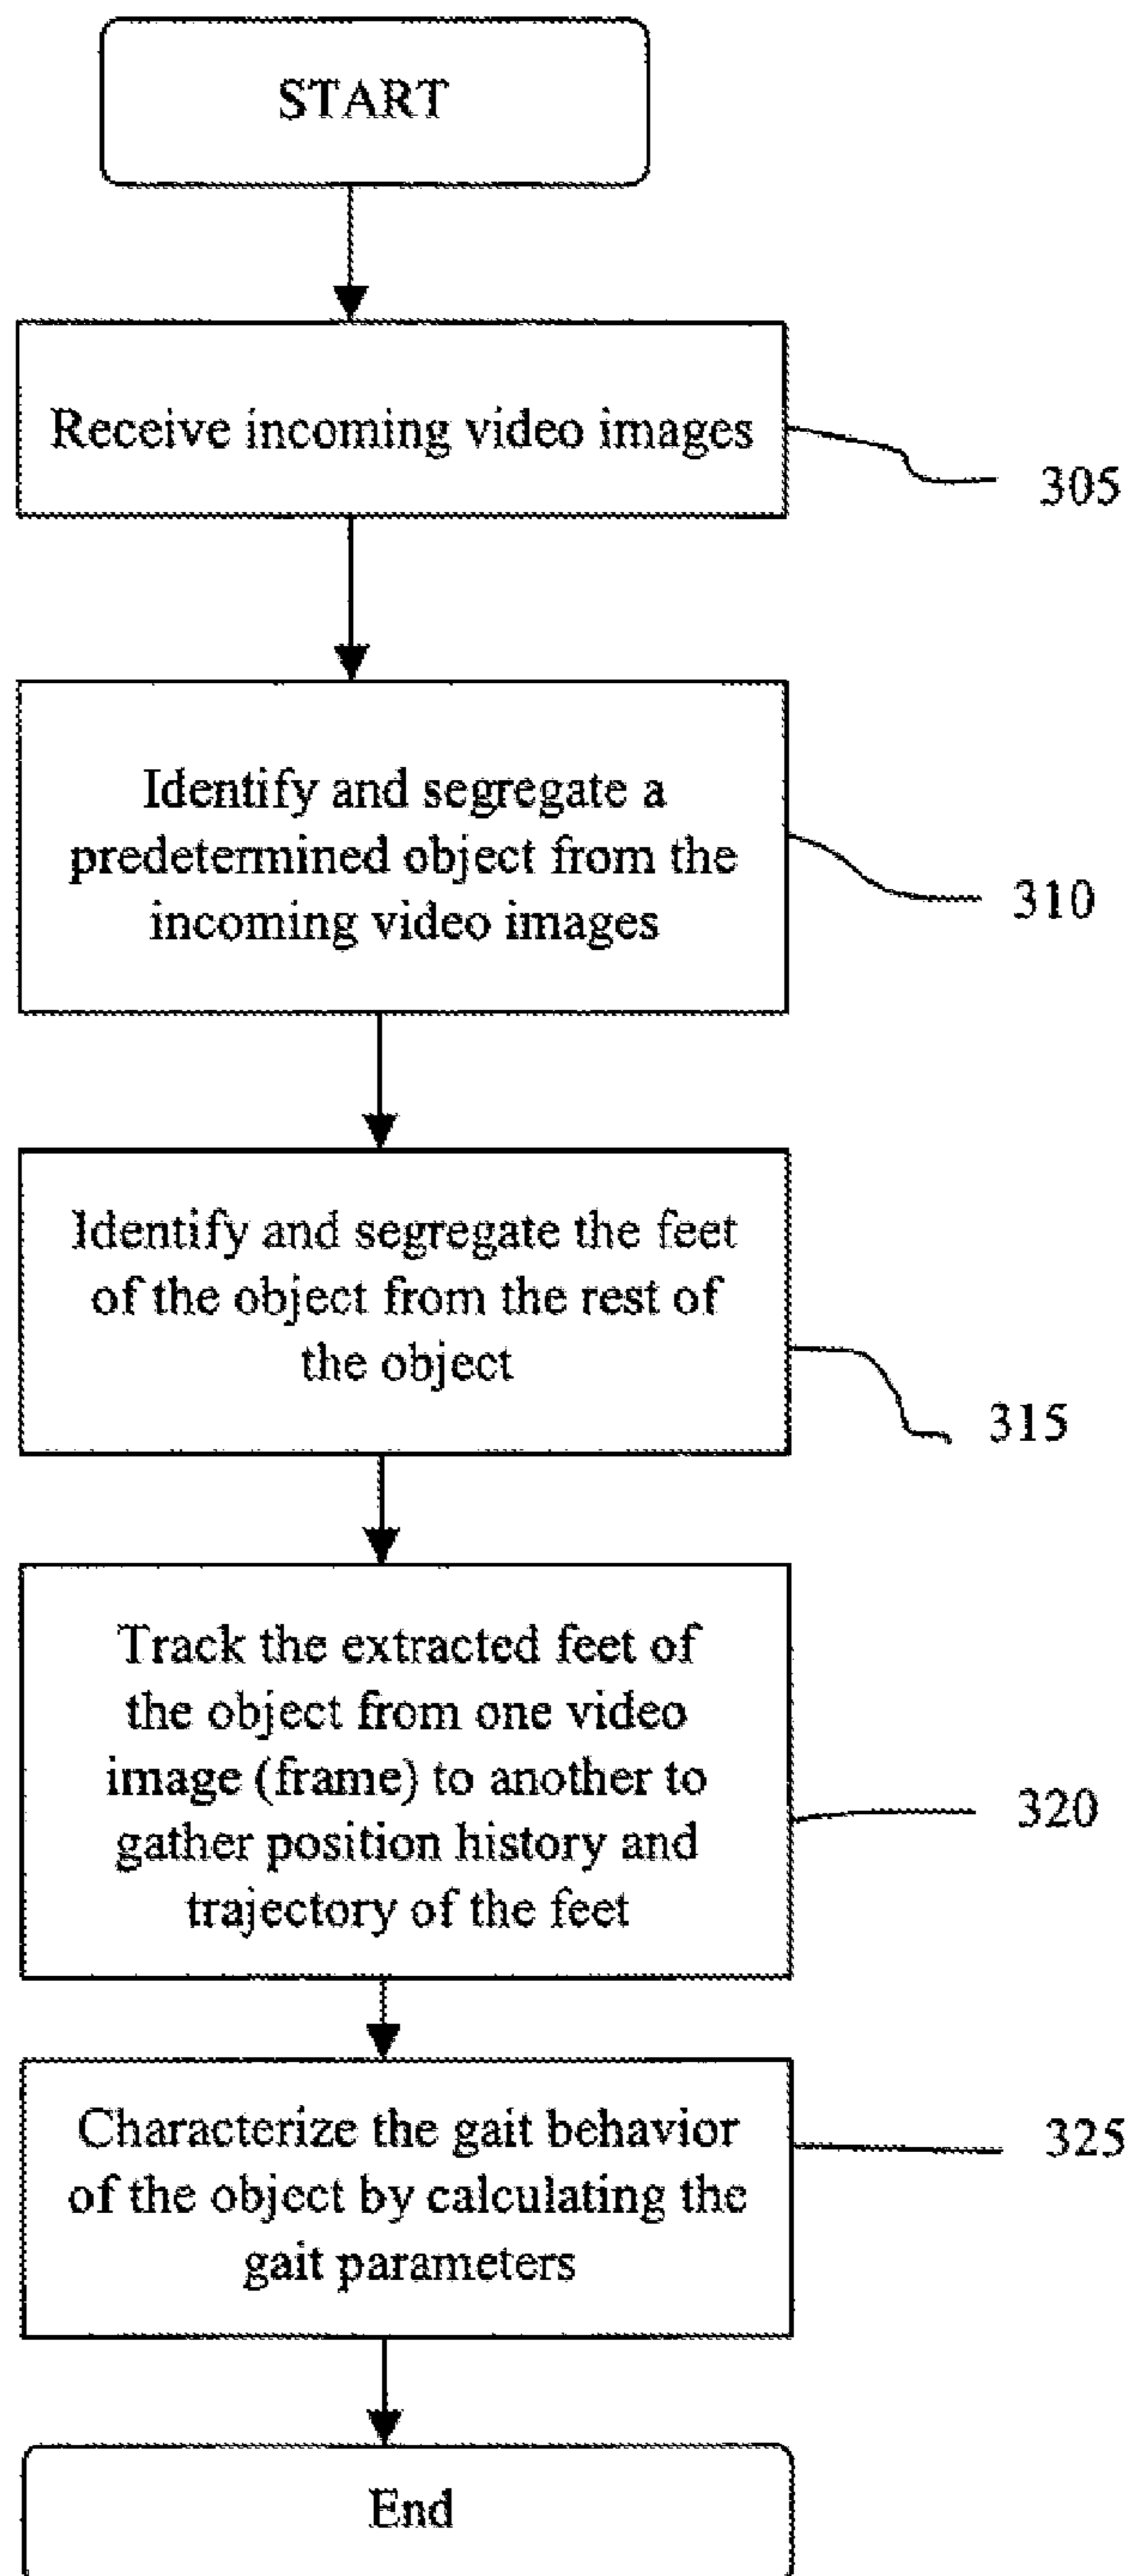 START
Receive incoming video images
305
Identify and segregate a
predetermined object from the
incoming video images
310
Identify and segregate the feet
of the object from the rest of
the object
315
Track the extracted feet of
the object from one video
image (frame) to another to
gather position history and
trajectory of the feet
320
Characterize the gait behavior
of the object by calculating the
gait parameters
325
End